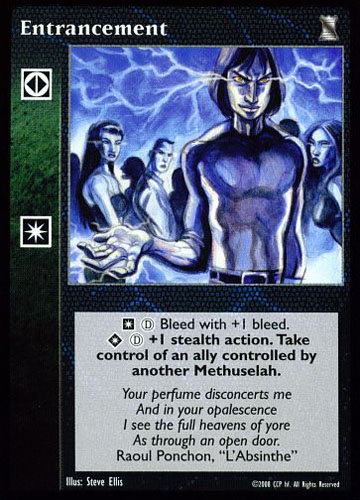 Entrancement
Ⓓ Bleed with +1 bleed.
Ⓓ +1 stealth action. Take
control of an ally controlled by
another Methuselah.
Your perfume disconcerts me
And in your opalescence
I see the full heavens of yore
As through an open door.
Raoul Ponchon, "L'Absinthe"
Illus: Steve Ellis
©2008 CCP hf. All Rights Reserved